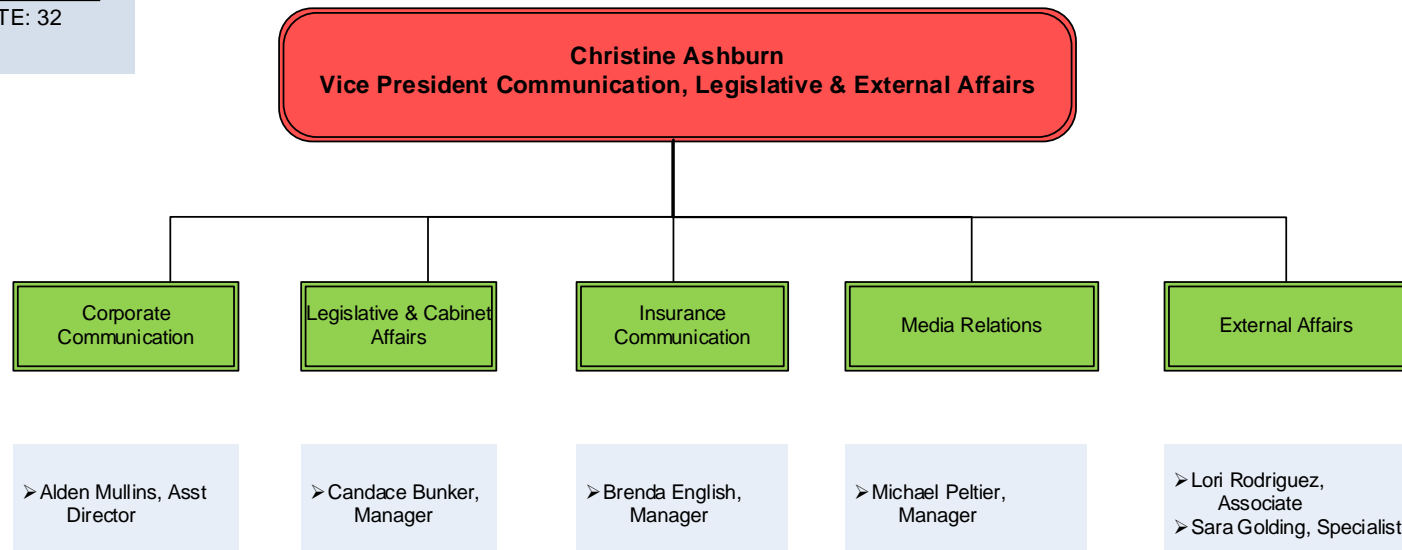 TE: 32
Christine Ashburn
Vice President Communication, Legislative & External Affairs
Corporate
Communication
Legislative & Cabinet
Affairs
Insurance
Communication
Media Relations
External Affairs
➢Alden Mullins, Asst
Director
➢Candace Bunker,
Manager
➢Brenda English,
Manager
➢Michael Peltier,
Manager
➢Lori Rodriguez,
Associate
➢Sara Golding, Specialist